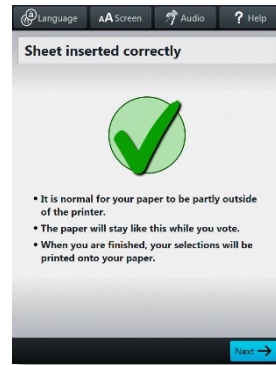 Language AA Screen Audio ? Help
Sheet inserted correctly
• It is normal for your paper to be partly outside
of the printer.
• The paper will stay like this while you vote.
• When you are finished, your selections will be
printed onto your paper.
Next →